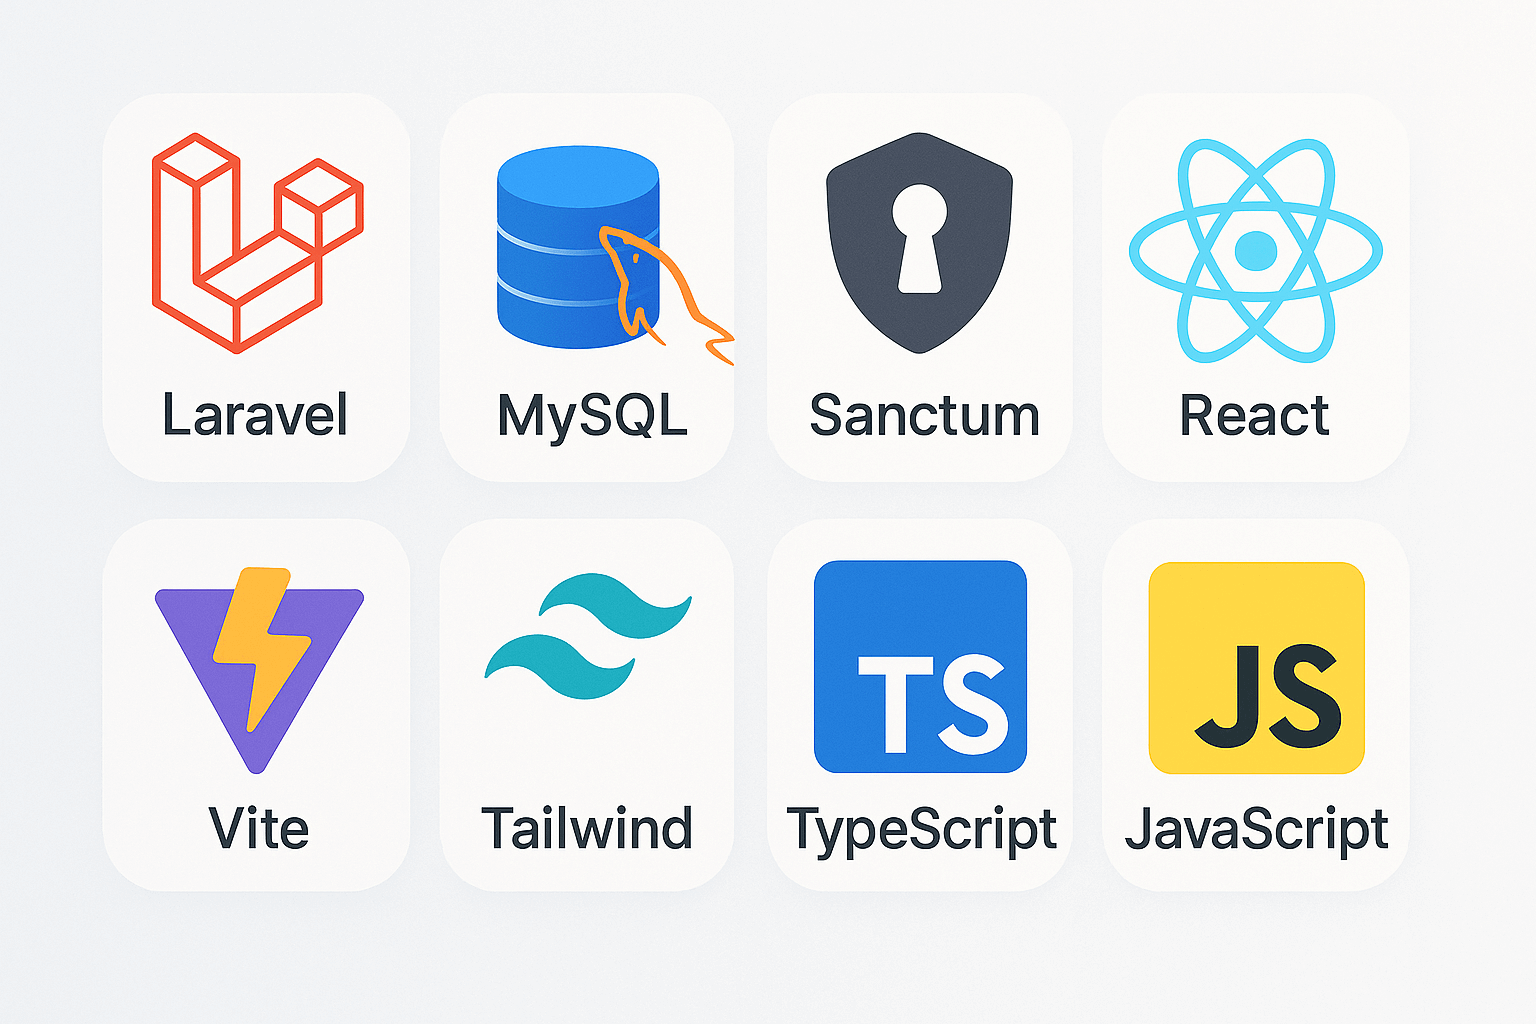 Laravel
MySQL
Sanctum
React
TS
JS
Vite
Tailwind
TypeScript
JavaScript